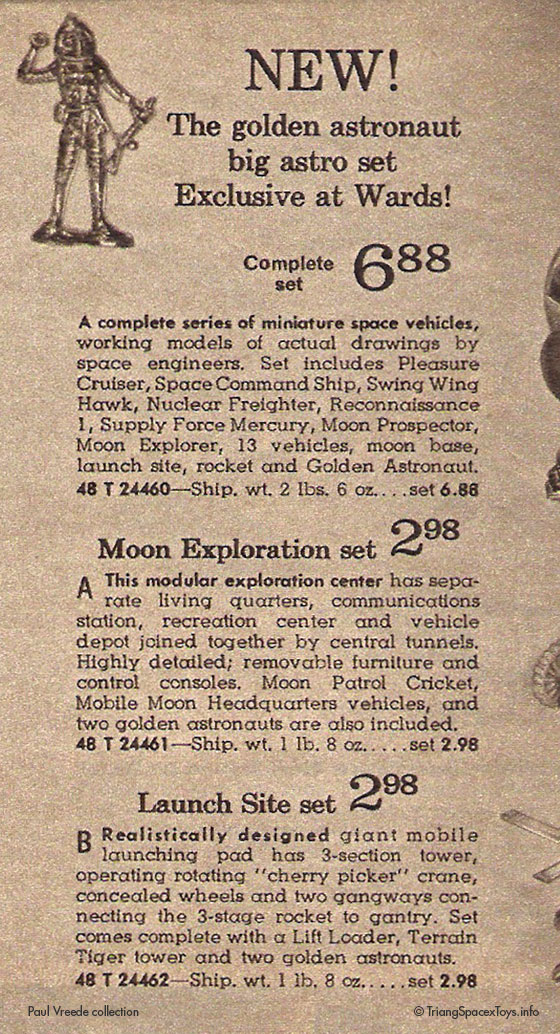 NEW!
The golden astronaut
big astro set
Exclusive at Wards!
Complete set 6.88
A complete series of miniature space vehicles,
working models of actual drawings by
space engineers. Set includes Pleasure
Cruiser, Space Command Ship, Swing Wing
Hawk, Nuclear Freighter, Reconnaissance
1, Supply Force Mercury, Moon Prospector,
Moon Explorer, 13 vehicles, moon base,
launch site, rocket and Golden Astronaut.
48 T 24460—Ship. wt. 2 lbs. 6 oz....set 6.88
Moon Exploration set 2.98
A This modular exploration center has sepa-
rate living quarters, communications
station, recreation center and vehicle
depot joined together by central tunnels.
Highly detailed; removable furniture and
control consoles. Moon Patrol Cricket,
Mobile Moon Headquarters vehicles, and
two golden astronauts are also included.
48 T 24461—Ship. wt. 1 lb. 8 oz.....set 2.98
Launch Site set 2.98
B Realistically designed giant mobile
launching pad has 3-section tower,
operating rotating "cherry picker" crane,
concealed wheels and two gangways con-
necting the 3-stage rocket to gantry. Set
comes complete with a Lift Loader, Terrain
Tiger tower and two golden astronauts.
48 T 24462—Ship. wt. 1 lb. 8 oz.....set 2.98
Paul Vreede collection
© TriangSpacexToys.info